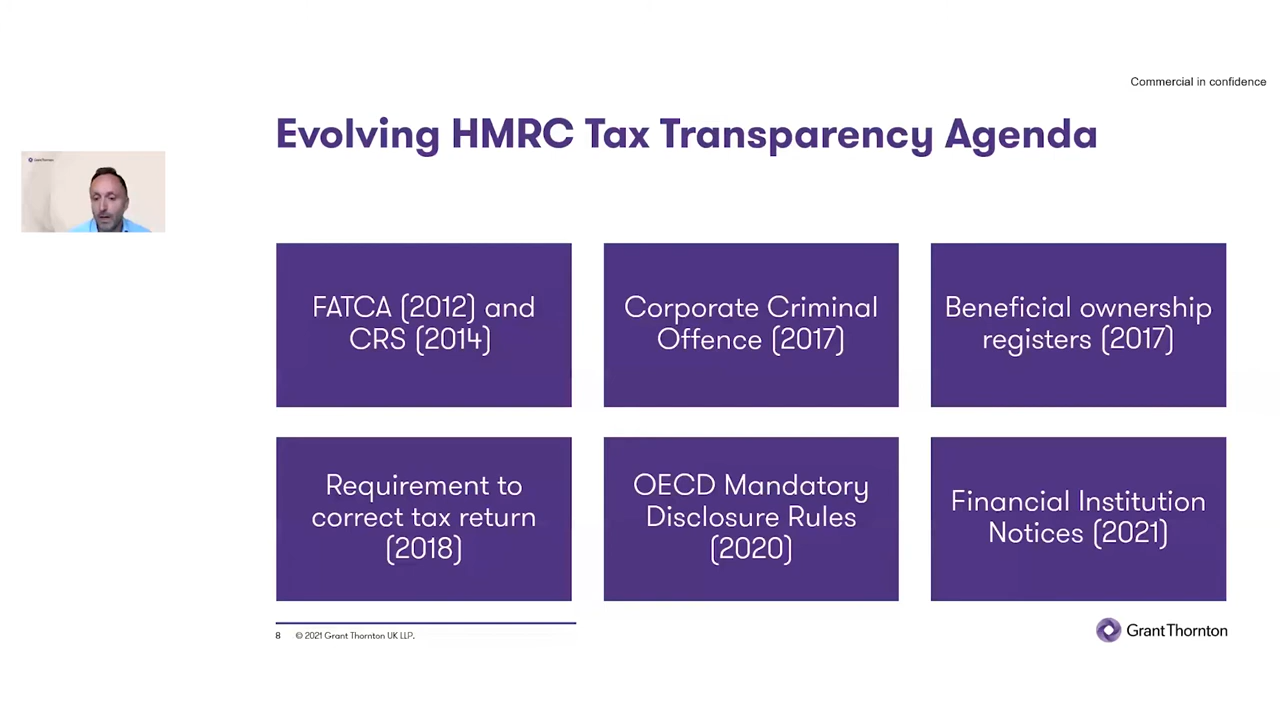 Commercial in confidence
Evolving HMRC Tax Transparency Agenda
GrantThornton
FATCA (2012) and
CRS (2014)
Corporate Criminal
Offence (2017)
Beneficial ownership
registers (2017)
Requirement to
correct tax return
(2018)
OECD Mandatory
Disclosure Rules
(2020)
Financial Institution
Notices (2021)
8 © 2021 Grant Thornton UK LLP.
GrantThornton